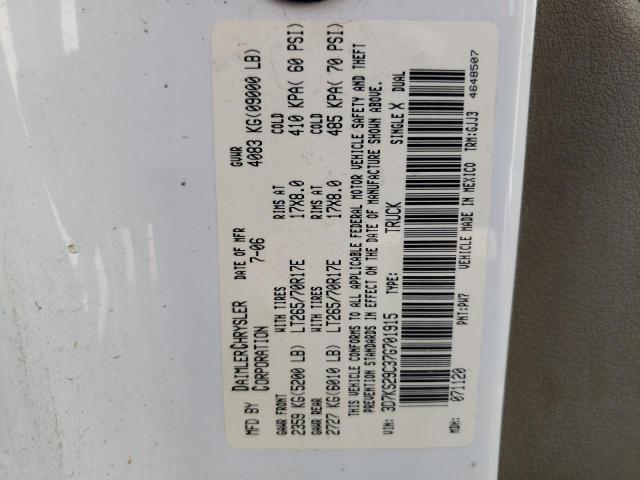 MFD BY DAIMLERCHRYSLER CORPORATION DATE OF MFR 7-06 GVWR 4083 KG(09000 LB)
GAWR FRONT WITH TIRES RIMS AT COLD
2359 KG(5200 LB) LT265/70R17E 17X8.0 410 KPA( 60 PSI)
GAWR REAR WITH TIRES RIMS AT COLD
2727 KG(6010 LB) LT265/70R17E 17X8.0 485 KPA( 70 PSI)
THIS VEHICLE CONFORMS TO ALL APPLICABLE FEDERAL MOTOR VEHICLE SAFETY AND THEFT
PREVENTION STANDARDS IN EFFECT ON THE DATE OF MANUFACTURE SHOWN ABOVE.
VIN: 3D7KS29C37G701915 TYPE: TRUCK SINGLE X DUAL
MDH: 071120 PNT:PW7 VEHICLE MADE IN MEXICO TRM:GJJ3 4648507